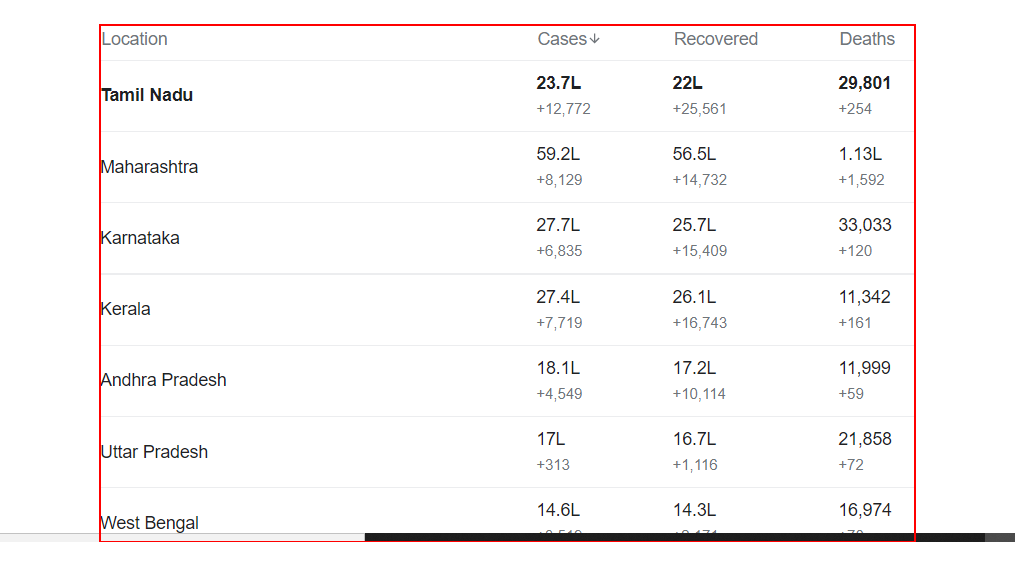 Location Cases↓ Recovered Deaths
Tamil Nadu 23.7L 22L 29,801
+12,772 +25,561 +254
Maharashtra 59.2L 56.5L 1.13L
+8,129 +14,732 +1,592
Karnataka 27.7L 25.7L 33,033
+6,835 +15,409 +120
Kerala 27.4L 26.1L 11,342
+7,719 +16,743 +161
Andhra Pradesh 18.1L 17.2L 11,999
+4,549 +10,114 +59
Uttar Pradesh 17L 16.7L 21,858
+313 +1,116 +72
West Bengal 14.6L 14.3L 16,974